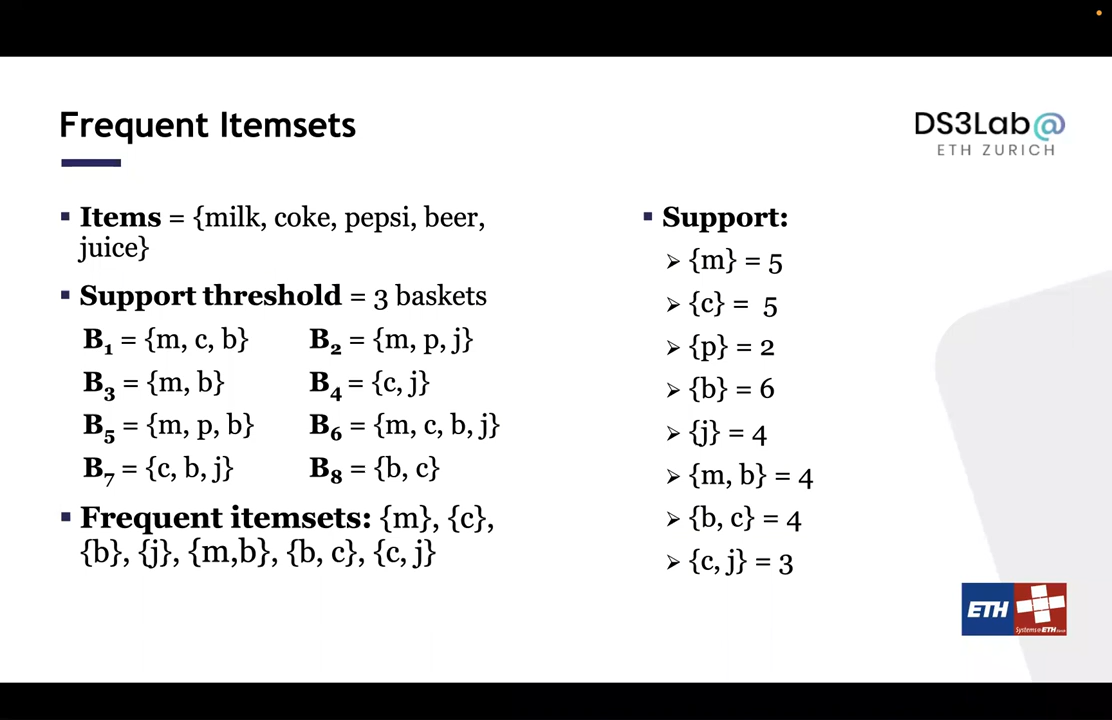 Frequent Itemsets
DS3Lab@
ETH ZURICH
▪ Items = {milk, coke, pepsi, beer,
juice}
▪ Support threshold = 3 baskets
B₁ = {m, c, b} B₂ = {m, p, j}
B₃ = {m, b} B₄ = {c, j}
B₅ = {m, p, b} B₆ = {m, c, b, j}
B₇ = {c, b, j} B₈ = {b, c}
▪ Frequent itemsets: {m}, {c},
{b}, {j}, {m,b}, {b, c}, {c, j}
▪ Support:
➢ {m} = 5
➢ {c} = 5
➢ {p} = 2
➢ {b} = 6
➢ {j} = 4
➢ {m, b} = 4
➢ {b, c} = 4
➢ {c, j} = 3
ETH
Systems@ETH